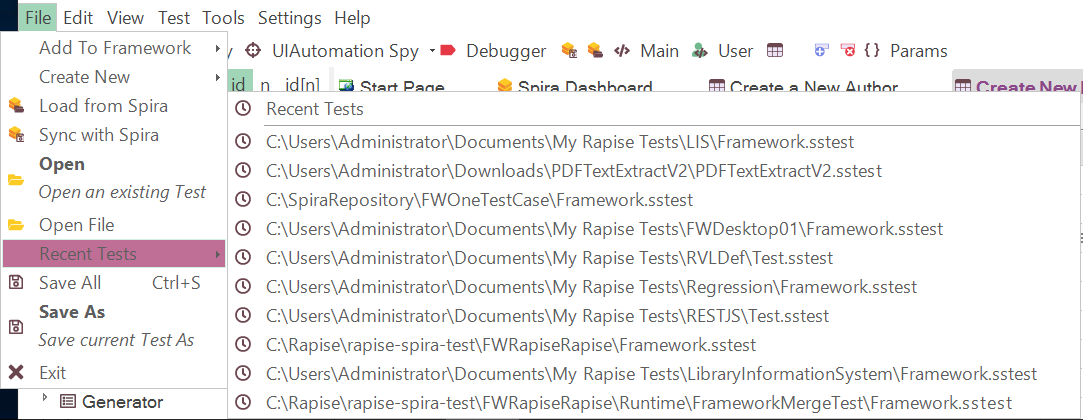 File Edit View Test Tools Settings Help
UIAutomation Spy Debugger Main User Params
id n id[n] Start Page Spira Dashboard Create a New Author Create New
Add To Framework
Create New
Load from Spira
Sync with Spira
Open
Open an existing Test
Open File
Recent Tests
Save All Ctrl+S
Save As
Save current Test As
Exit
Generator
Recent Tests
C:\Users\Administrator\Documents\My Rapise Tests\LIS\Framework.sstest
C:\Users\Administrator\Downloads\PDFTextExtractV2\PDFTextExtractV2.sstest
C:\SpiraRepository\FWOneTestCase\Framework.sstest
C:\Users\Administrator\Documents\My Rapise Tests\FWDesktop01\Framework.sstest
C:\Users\Administrator\Documents\My Rapise Tests\RVLDef\Test.sstest
C:\Users\Administrator\Documents\My Rapise Tests\Regression\Framework.sstest
C:\Users\Administrator\Documents\My Rapise Tests\RESTJS\Test.sstest
C:\Rapise\rapise-spira-test\FWRapiseRapise\Framework.sstest
C:\Users\Administrator\Documents\My Rapise Tests\LibraryInformationSystem\Framework.sstest
C:\Rapise\rapise-spira-test\FWRapiseRapise\Runtime\FrameworkMergeTest\Framework.sstest